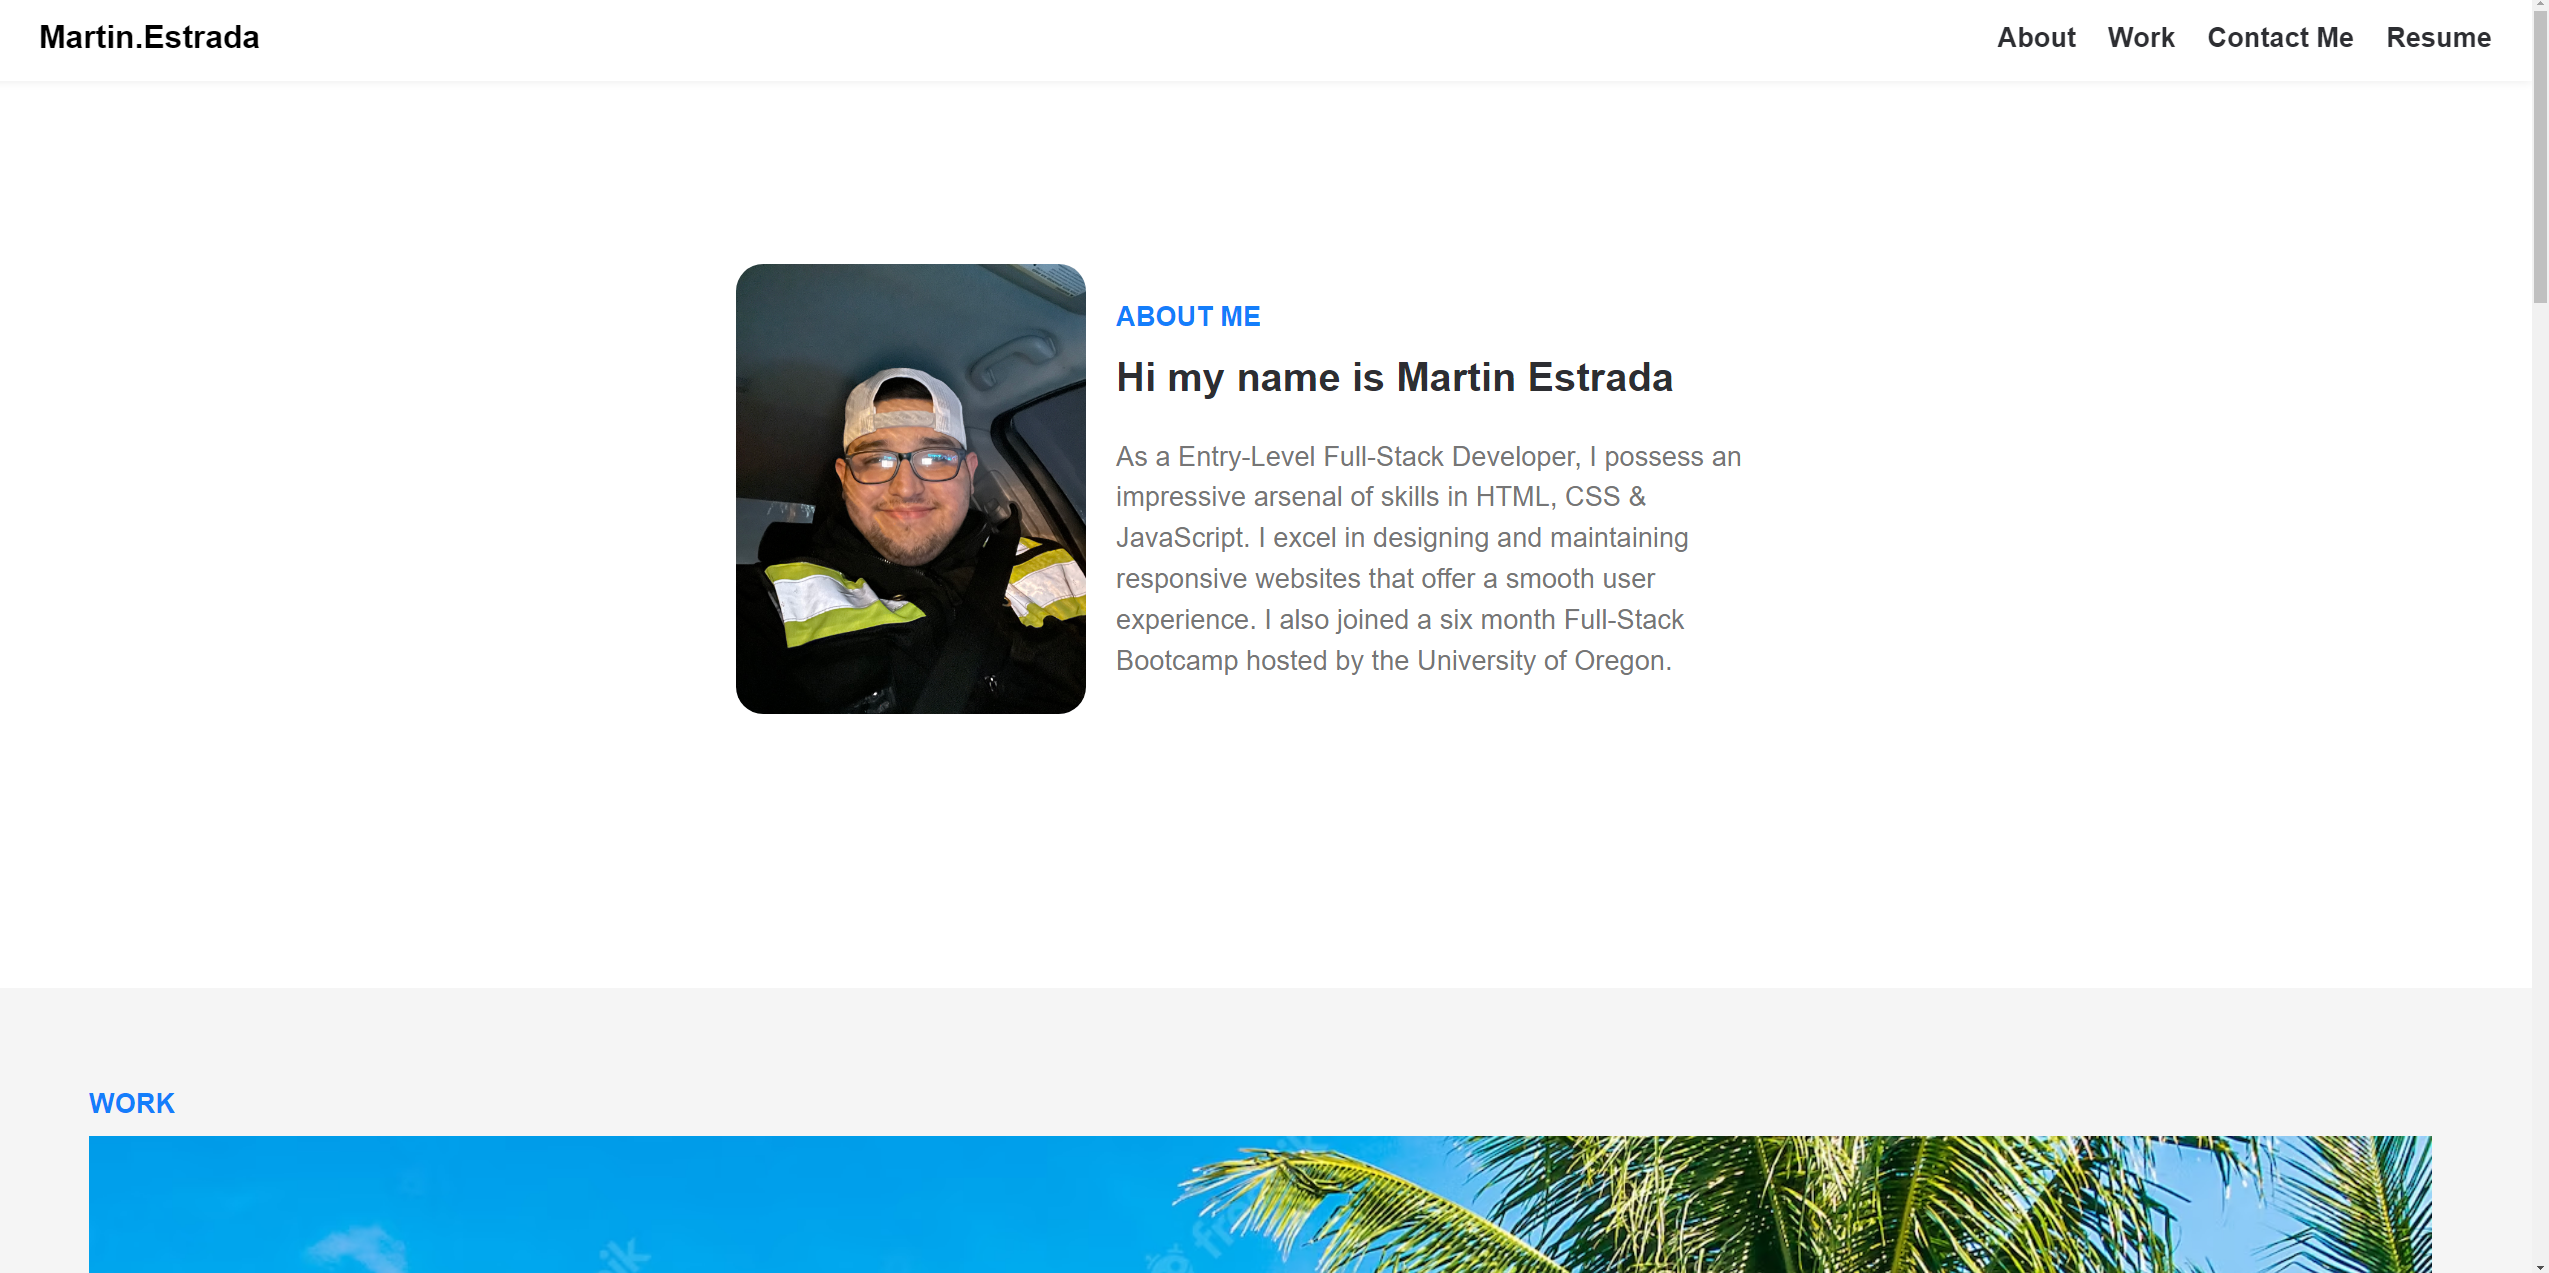 Martin.Estrada
About Work Contact Me Resume
ABOUT ME
Hi my name is Martin Estrada
As a Entry-Level Full-Stack Developer, I possess an
impressive arsenal of skills in HTML, CSS &
JavaScript. I excel in designing and maintaining
responsive websites that offer a smooth user
experience. I also joined a six month Full-Stack
Bootcamp hosted by the University of Oregon.
WORK